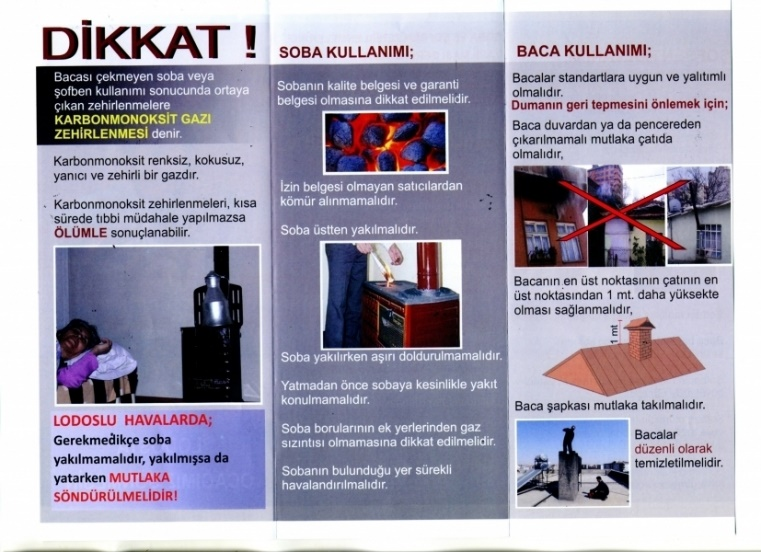 DİKKAT !
Bacası çekmeyen soba veya
şofben kullanımı sonucunda ortaya
çıkan zehirlenmelere
KARBONMONOKSİT GAZI
ZEHİRLENMESİ denir.
Karbonmonoksit renksiz, kokusuz,
yanıcı ve zehirli bir gazdır.
Karbonmonoksit zehirlenmeleri, kısa
sürede tıbbi müdahale yapılmazsa
ÖLÜMLE sonuçlanabilir.
LODOSLU HAVALARDA;
Gerekmedikçe soba
yakılmamalıdır, yakılmışsa da
yatarken MUTLAKA
SÖNDÜRÜLMELİDİR!
SOBA KULLANIMI;
Sobanın kalite belgesi ve garanti
belgesi olmasına dikkat edilmelidir.
İzin belgesi olmayan satıcılardan
kömür alınmamalıdır.
Soba üstten yakılmalıdır.
Soba yakılırken aşırı doldurulmamalıdır.
Yatmadan önce sobaya kesinlikle yakıt
konulmamalıdır.
Soba borularının ek yerlerinden gaz
sızıntısı olmamasına dikkat edilmelidir.
Sobanın bulunduğu yer sürekli
havalandırılmalıdır.
BACA KULLANIMI;
Bacalar standartlara uygun ve yalıtımlı
olmalıdır.
Dumanın geri tepmesini önlemek için;
Baca duvardan ya da pencereden
çıkarılmamalı mutlaka çatıda
olmalıdır,
Bacanın en üst noktasının çatının en
üst noktasından 1 mt. daha yüksekte
olması sağlanmalıdır,
1 mt.
Baca şapkası mutlaka takılmalıdır.
Bacalar
düzenli olarak
temizletilmelidir.